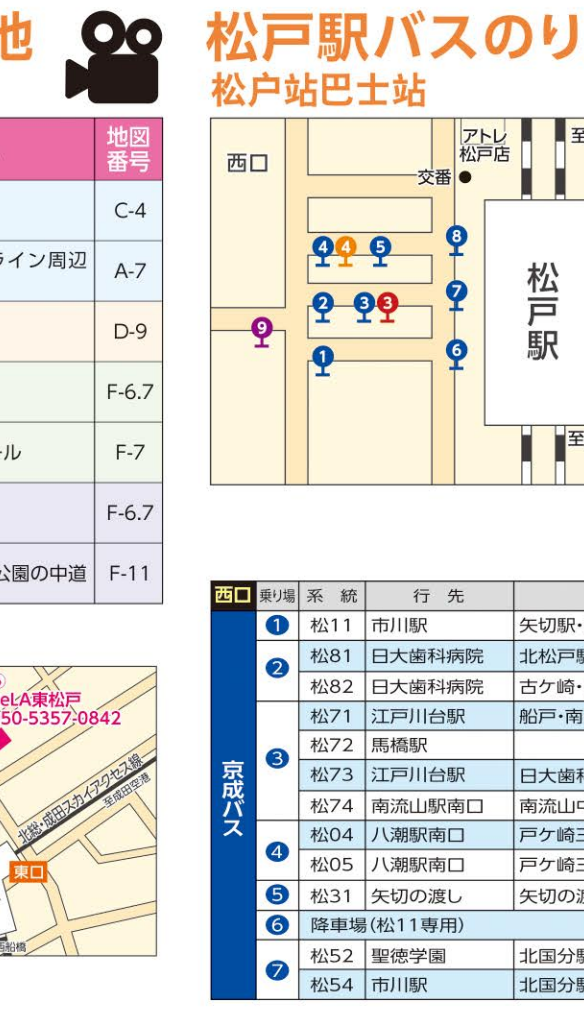 也
松戸駅バスのり
松户站巴士站
地図
番号
C-4
ライン周辺
A-7
D-9
F-6.7
ール
F-7
F-6.7
公園の中道
F-11
アトレ
松戸店
至
西口
交番
8
4
4
5
7
2
3
3
9
1
6
松戸駅
至
eLA東松戸
50-5357-0842
北総・成田スカイアクセス線
至成田空港
東口
西船橋
西口 乗り場 系統 行先
京成バス
1 松11 市川駅 矢切駅・
2 松81 日大歯科病院 北松戸駅
松82 日大歯科病院 古ケ崎・
3 松71 江戸川台駅 船戸・南
松72 馬橋駅
松73 江戸川台駅 日大歯科
松74 南流山駅南口 南流山中
4 松04 八潮駅南口 戸ケ崎三
松05 八潮駅南口 戸ケ崎三
5 松31 矢切の渡し 矢切の渡
6 降車場(松11専用)
7 松52 聖徳学園 北国分駅
松54 市川駅 北国分駅